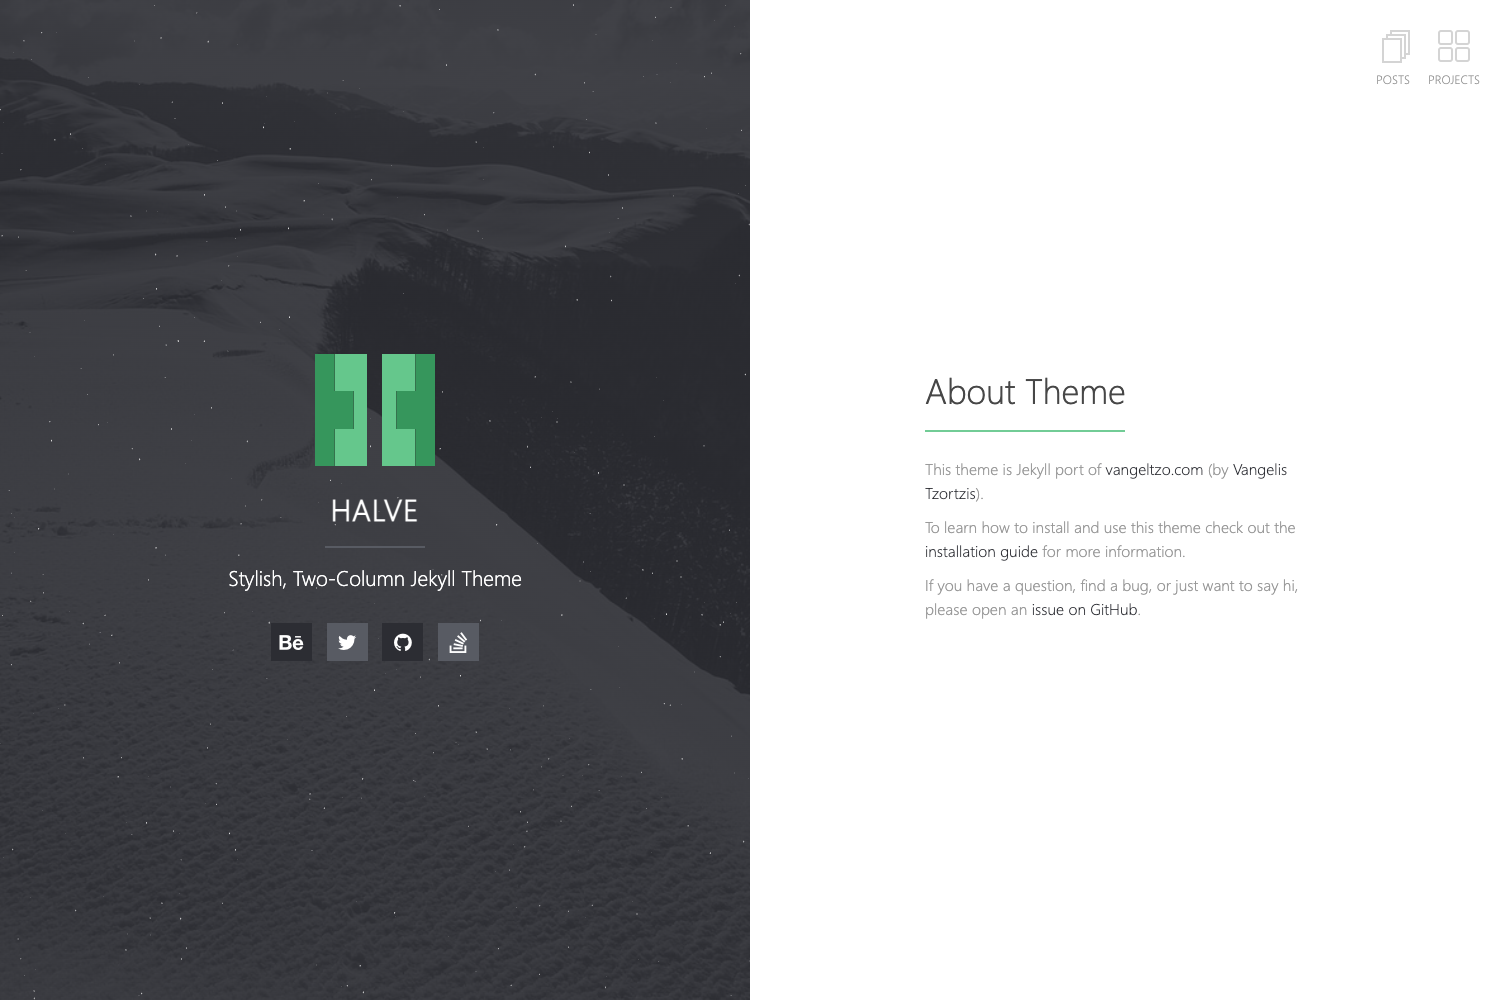 HALVE
Stylish, Two-Column Jekyll Theme
Bē
POSTS
PROJECTS
About Theme
This theme is Jekyll port of vangeltzo.com (by Vangelis
Tzortzis).
To learn how to install and use this theme check out the
installation guide for more information.
If you have a question, find a bug, or just want to say hi,
please open an issue on GitHub.